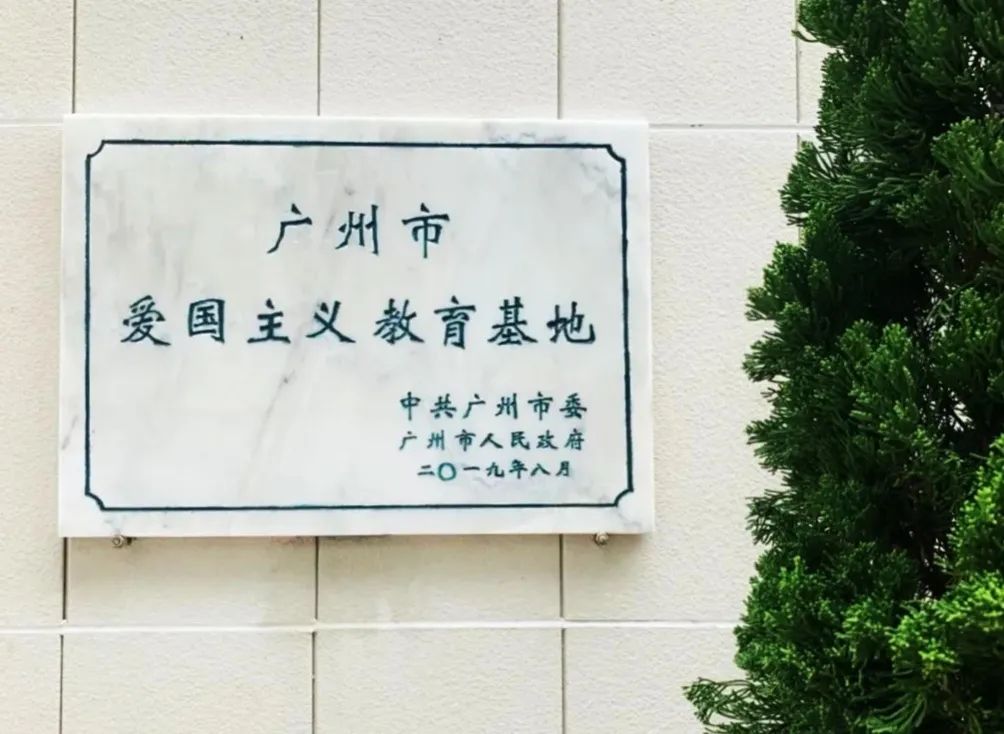 广州市
爱国主义教育基地
中共广州市委
广州市人民政府
二〇一九年八月